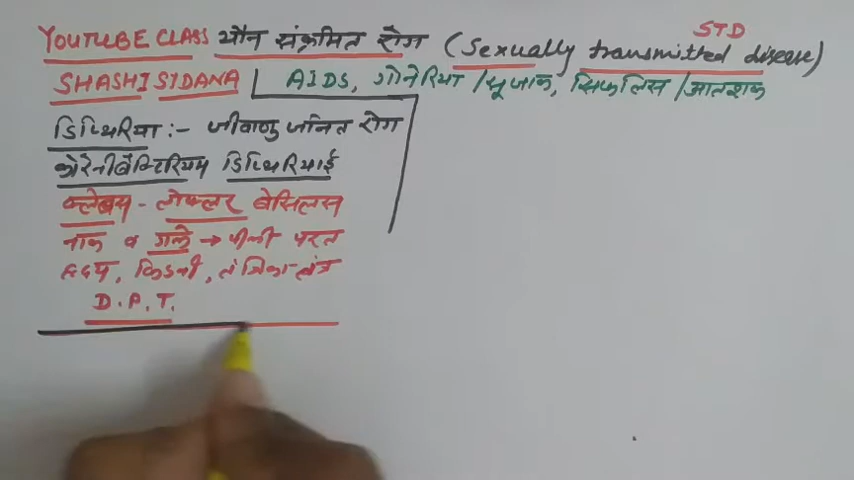 STD
YOUTUBE CLASS यौन संक्रमित रोग (Sexually transmitted disease)
SHASHI SIDANA AIDS, गोनेरिया/सूजाक, सिफलिस/आतशक
डिप्थिरिया:- जीवाणु जनित रोग
कोरेनीबैक्टिरियम डिप्थिरियाई
क्लेबस - लोफ्लर बेसिलस
नाक व गले → पीली परत
हृदय, किडनी, तंत्रिका-तंत्र
D.P.T.